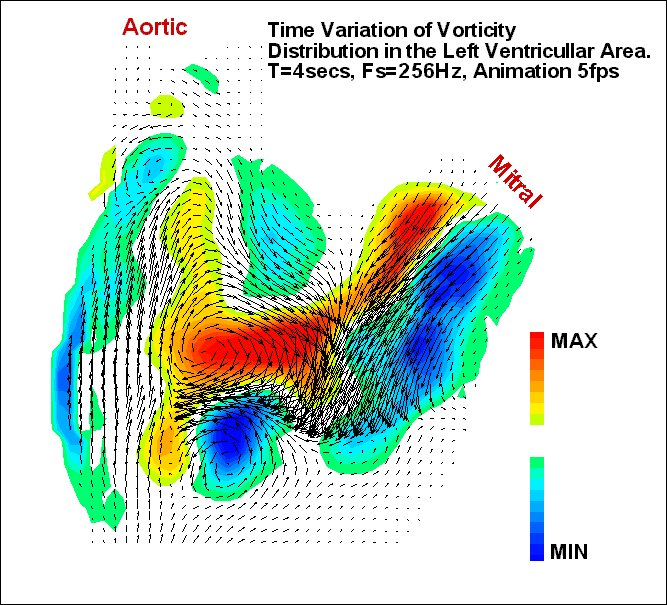 Aortic
Time Variation of Vorticity
Distribution in the Left Ventricullar Area.
T=4secs, Fs=256Hz, Animation 5fps
Mitral
MAX
MIN